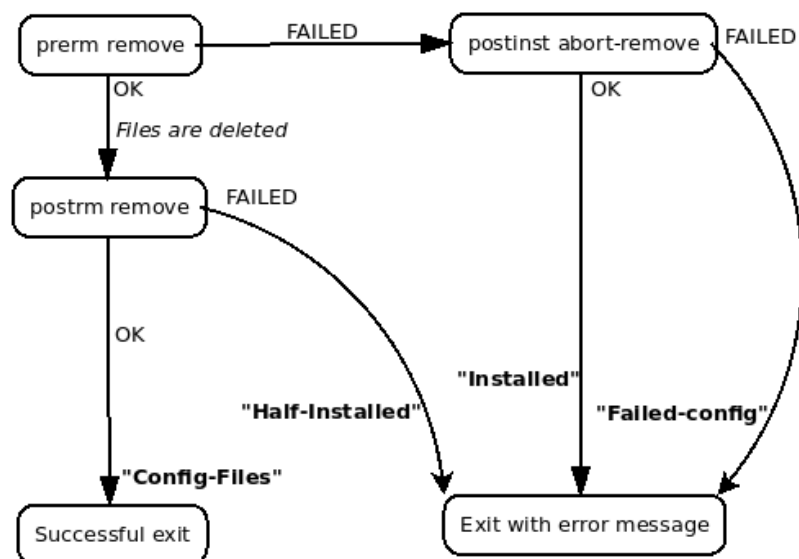 prerm remove
FAILED
postinst abort-remove
FAILED
OK
OK
Files are deleted
postrm remove
FAILED
OK
"Installed"
"Half-Installed"
"Failed-config"
"Config-Files"
Successful exit
Exit with error message